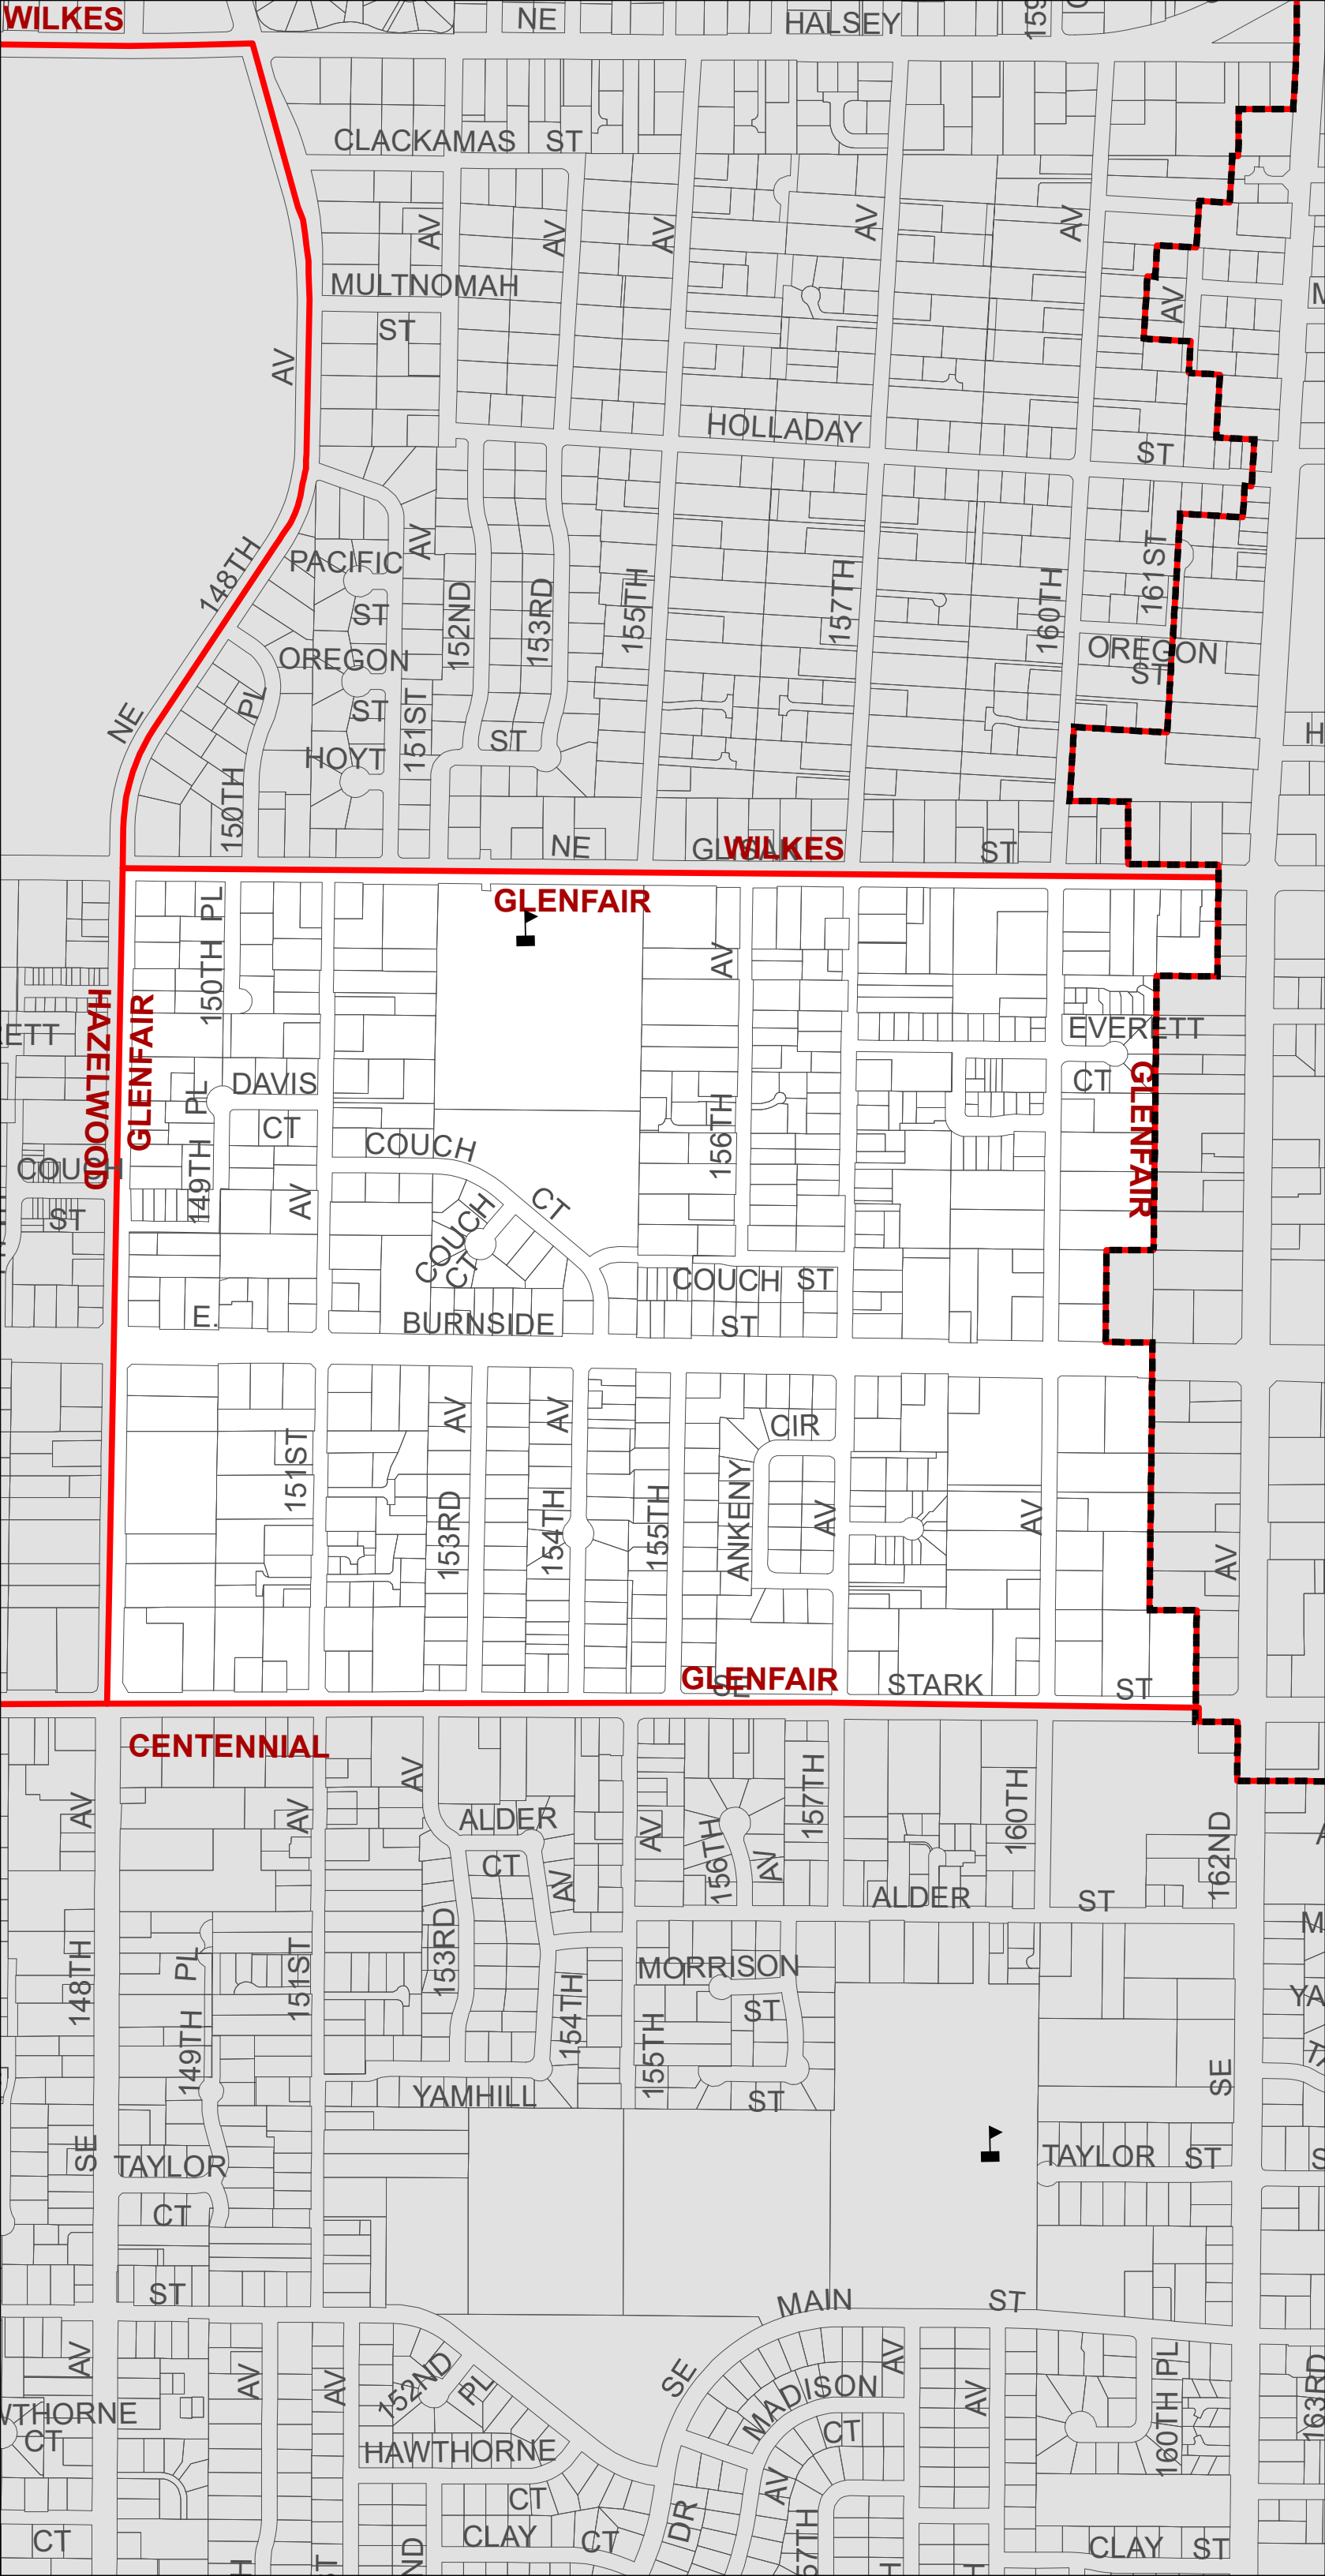 WILKES
NE
HALSEY
159
CLACKAMAS ST
AV
AV
AV
AV
AV
MULTNOMAH
ST
AV
AV
HOLLADAY
ST
148TH
NE
PACIFIC
ST
AV
OREGON
ST
HOYT
PL
150TH
151ST
152ND
153RD
ST
155TH
157TH
160TH
161ST
OREGON
ST
NE
WILKES
ST
GLENFAIR
HAZELWOOD
GLENFAIR
150TH PL
AV
EVERETT
CT
GLENFAIR
DAVIS
CT
149TH PL
COUCH
CT
156TH
COUCH
ST
AV
COUCH
CT
COUCH ST
E.
BURNSIDE
ST
151ST
AV
AV
CIR
153RD
154TH
155TH
ANKENY
AV
AV
AV
GLENFAIR
SE
STARK
ST
CENTENNIAL
AV
AV
AV
ALDER
CT
AV
AV
156TH
AV
157TH
160TH
162ND
ALDER
ST
148TH
PL
149TH
151ST
153RD
154TH
MORRISON
ST
155TH
YAMHILL
ST
SE
SE
TAYLOR
CT
TAYLOR ST
ST
MAIN
ST
SE
AV
AV
AV
152ND
PL
MADISON
CT
AV
AV
160TH PL
163RD
WTHORNE
CT
HAWTHORNE
CT
CLAY
CT
DR
AV
57TH
CT
CLAY ST